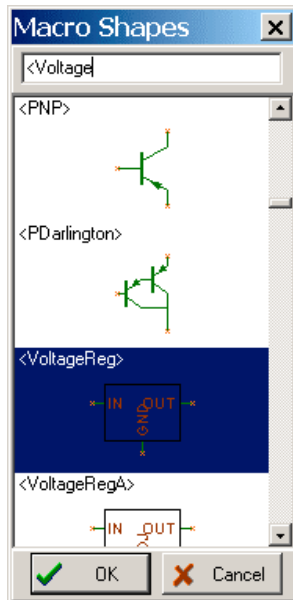 Macro Shapes
<Voltage
<PNP>
<PDarlington>
<VoltageReg>
IN OUT
GND
<VoltageRegA>
IN OUT
OK Cancel